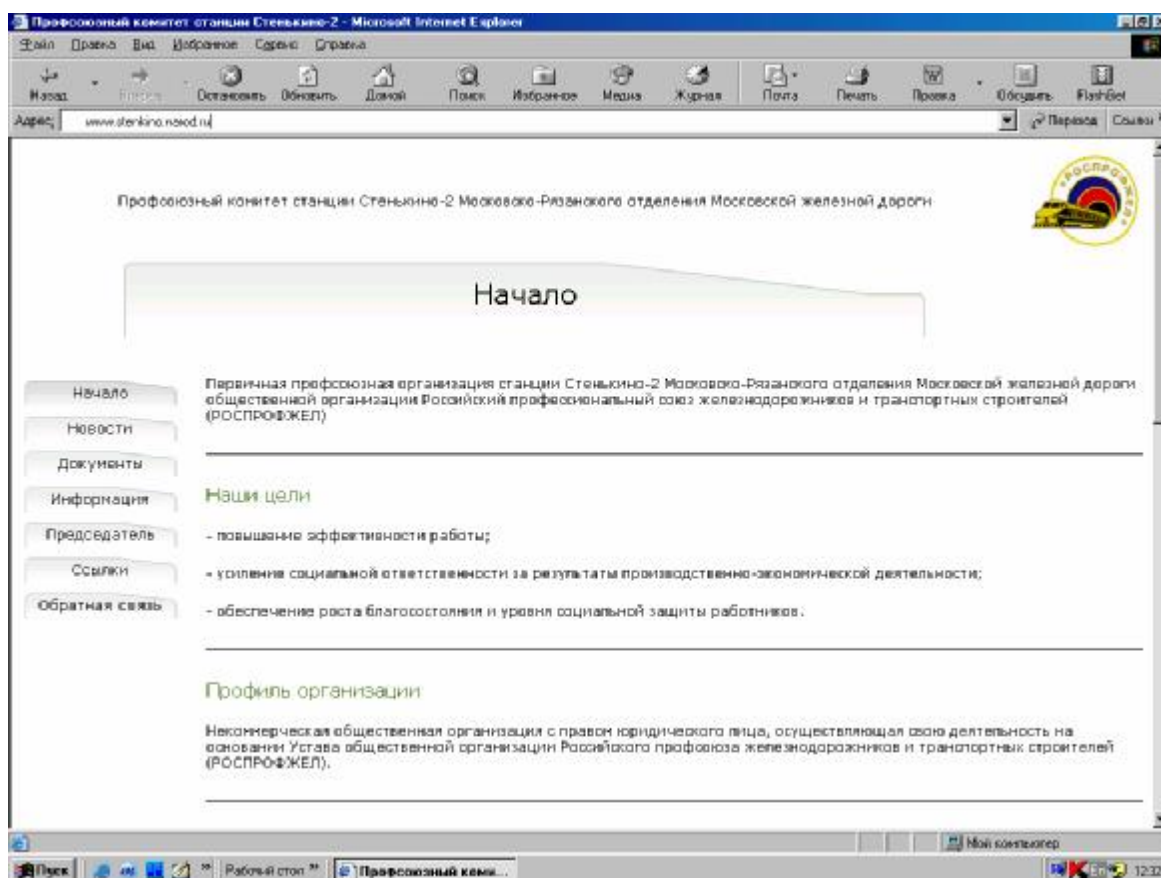 Профсоюзный комитет станции Стенькино-2 - Microsoft Internet Explorer
Файл Правка Вид Избранное Сервис Справка
Назад Вперед Остановить Обновить Домой Поиск Избранное Медиа Журнал Почта Печать Правка Обсудить FlashGet
Адрес: www.stenkino.narod.ru Переход Ссылки
РОСПРОФЖЕЛ
Профсоюзный комитет станции Стенькино-2 Московско-Рязанского отделения Московской железной дороги
Начало
Начало
Новости
Документы
Информация
Председатель
Ссылки
Обратная связь
Первичная профсоюзная организация станции Стенькино-2 Московско-Рязанского отделения Московской железной дороги
общественной организации Российский профессиональный союз железнодорожников и транспортных строителей
(РОСПРОФЖЕЛ)
Наши цели
- повышение эффективности работы;
- усиление социальной ответственности за результаты производственно-экономической деятельности;
- обеспечение роста благосостояния и уровня социальной защиты работников.
Профиль организации
Некоммерческая общественная организация с правом юридического лица, осуществляющая свою деятельность на
основании Устава общественной организации Российского профсоюза железнодорожников и транспортных строителей
(РОСПРОФЖЕЛ).
Мой компьютер
Пуск Рабочий стол Профсоюзный коми... 12:32